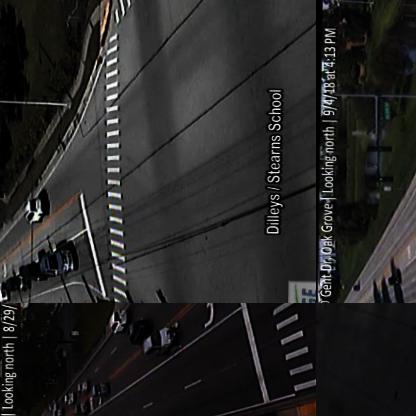 Dilleys / Stearns School
Gent Dr, Oak Grove | Looking north | 9/4/18 at 4:13 PM
| Looking north | 8/29/